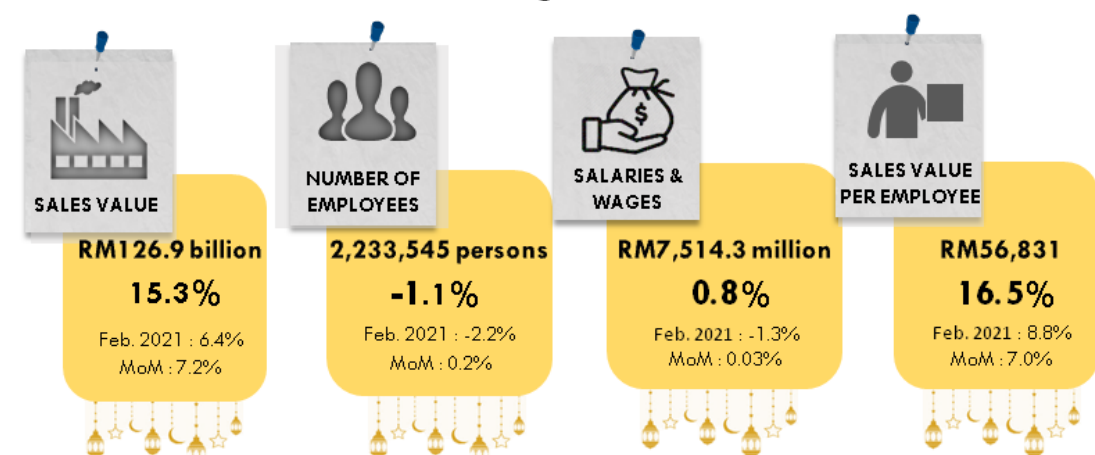 SALES VALUE
RM126.9 billion
15.3%
Feb. 2021 : 6.4%
MoM : 7.2%
NUMBER OF
EMPLOYEES
2,233,545 persons
-1.1%
Feb. 2021 : -2.2%
MoM : 0.2%
$
SALARIES &
WAGES
RM7,514.3 million
0.8%
Feb. 2021 : -1.3%
MoM : 0.03%
SALES VALUE
PER EMPLOYEE
RM56,831
16.5%
Feb. 2021 : 8.8%
MoM : 7.0%